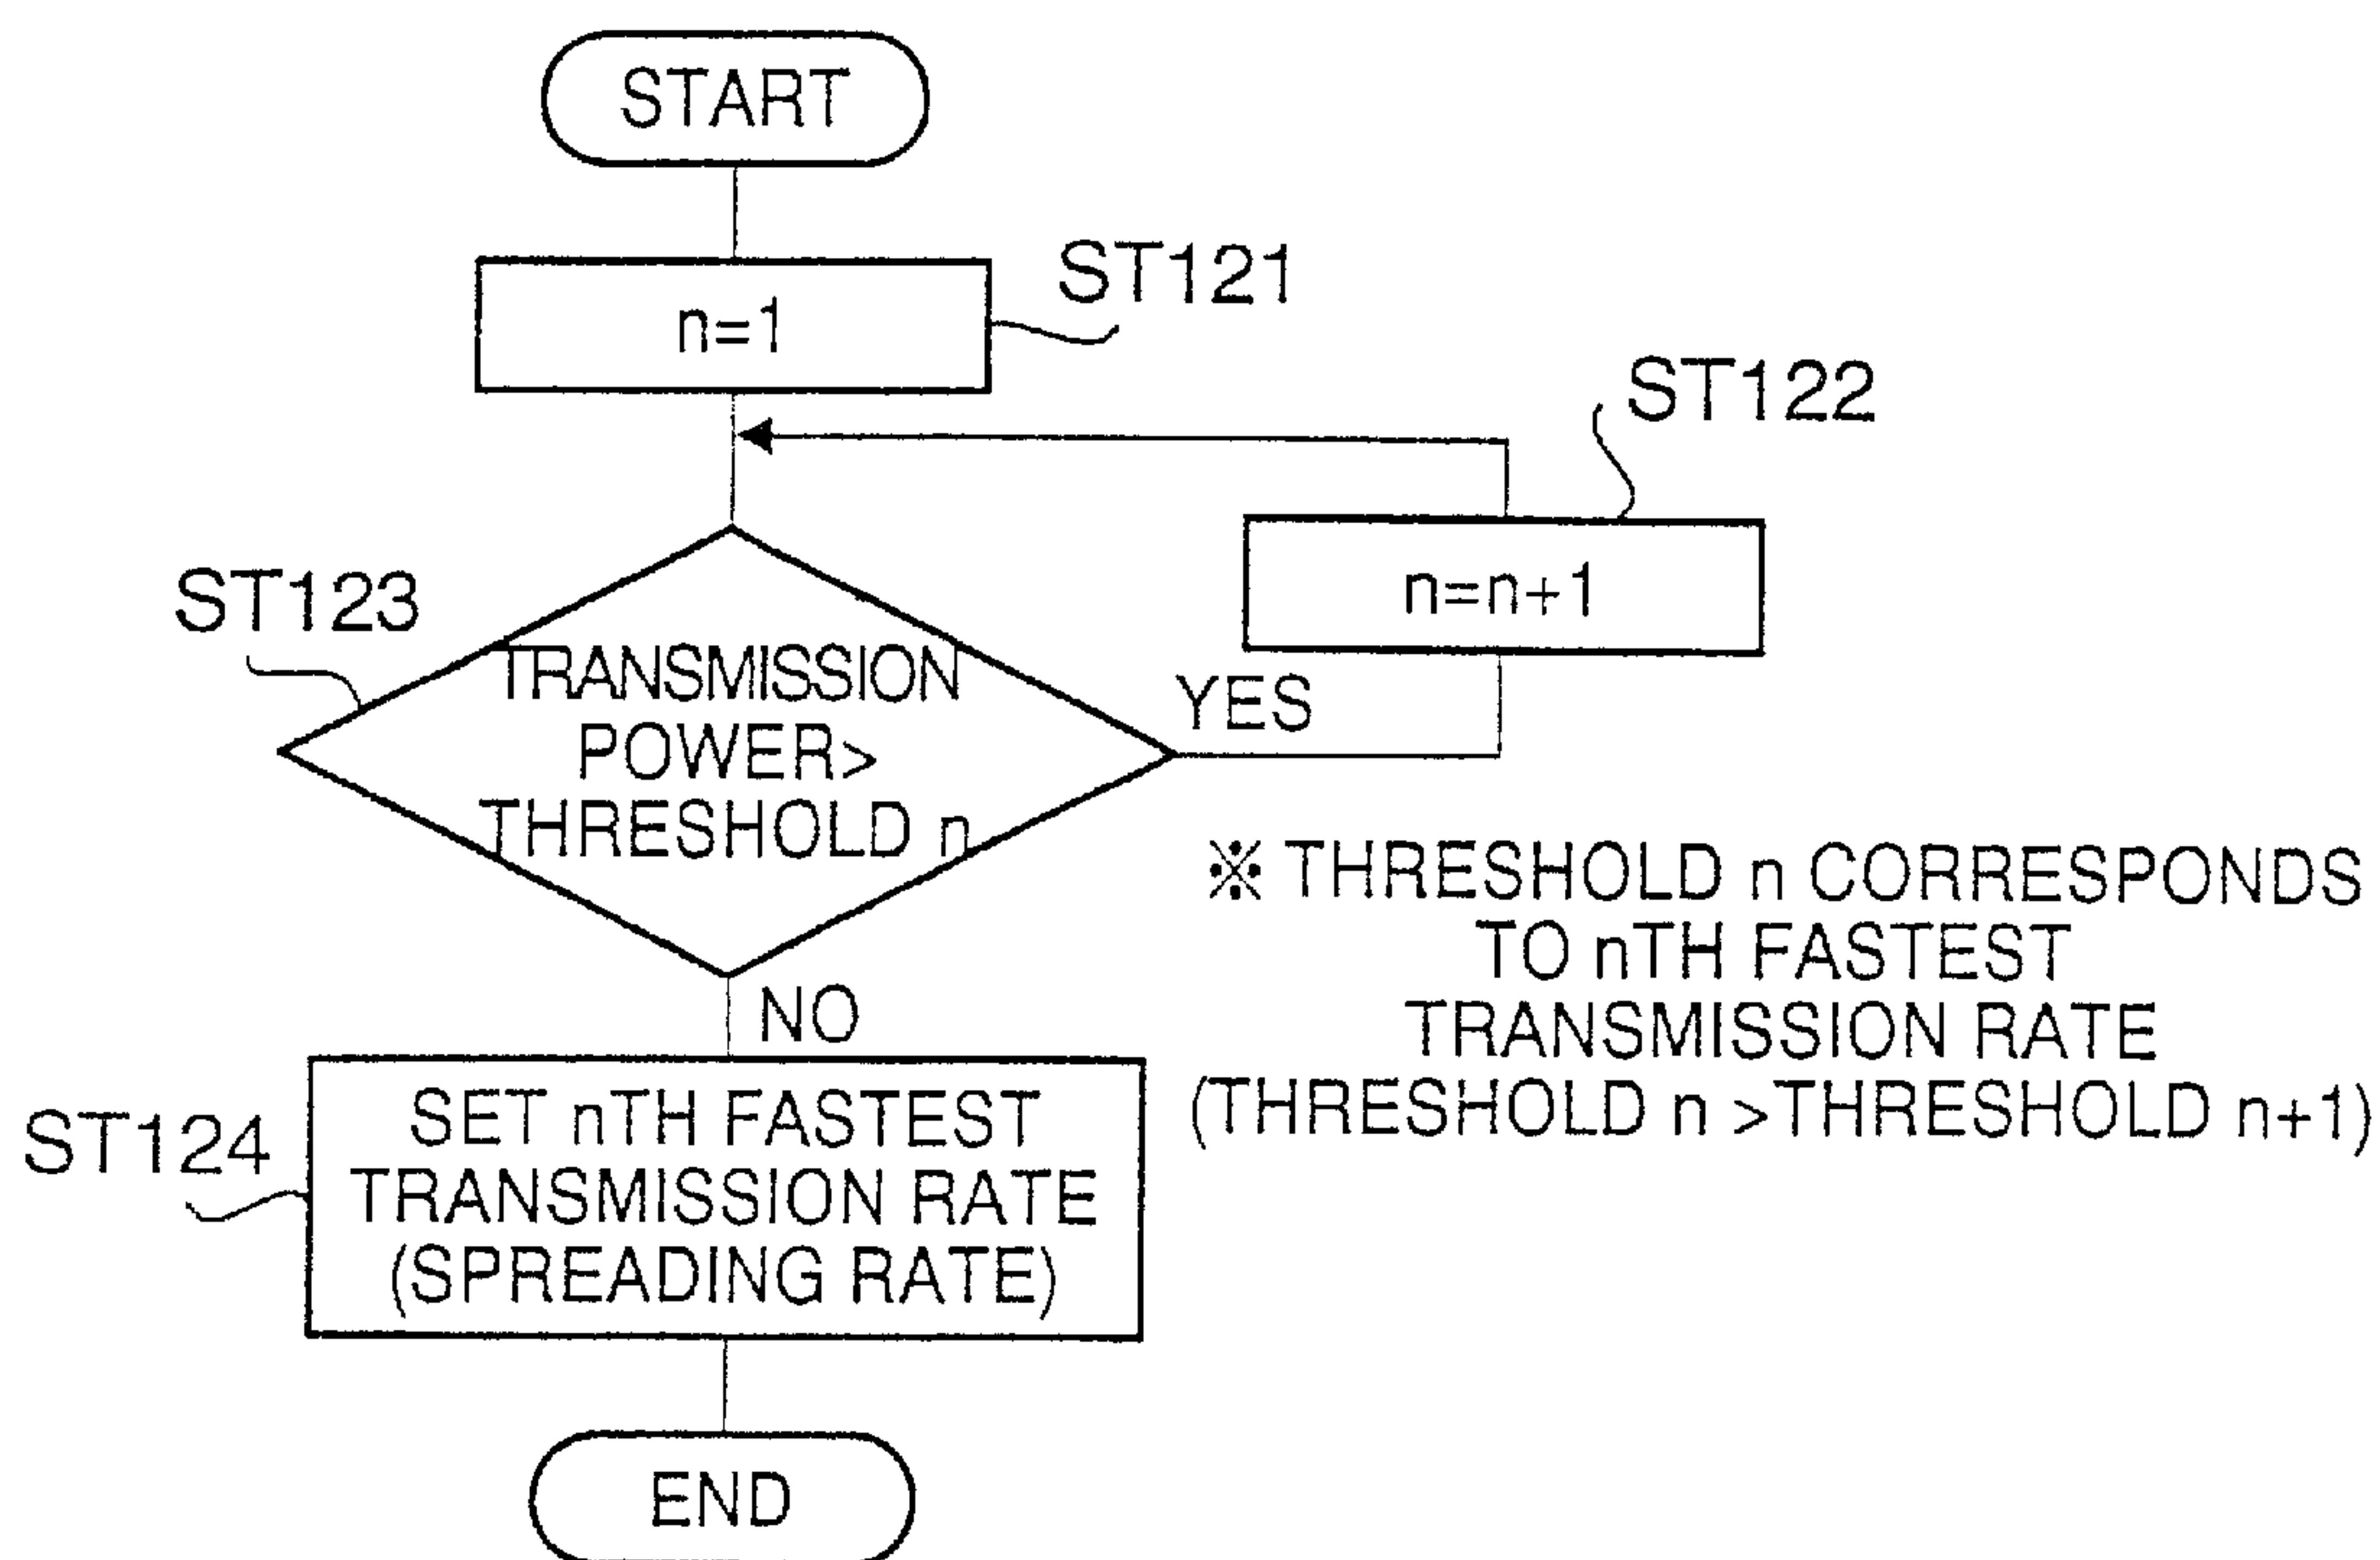 START
n=1
ST121
ST122
n=n+1
ST123
TRANSMISSION
POWER>
THRESHOLD n
YES
NO
※ THRESHOLD n CORRESPONDS
TO nTH FASTEST
TRANSMISSION RATE
(THRESHOLD n >THRESHOLD n+1)
ST124
SET nTH FASTEST
TRANSMISSION RATE
(SPREADING RATE)
END